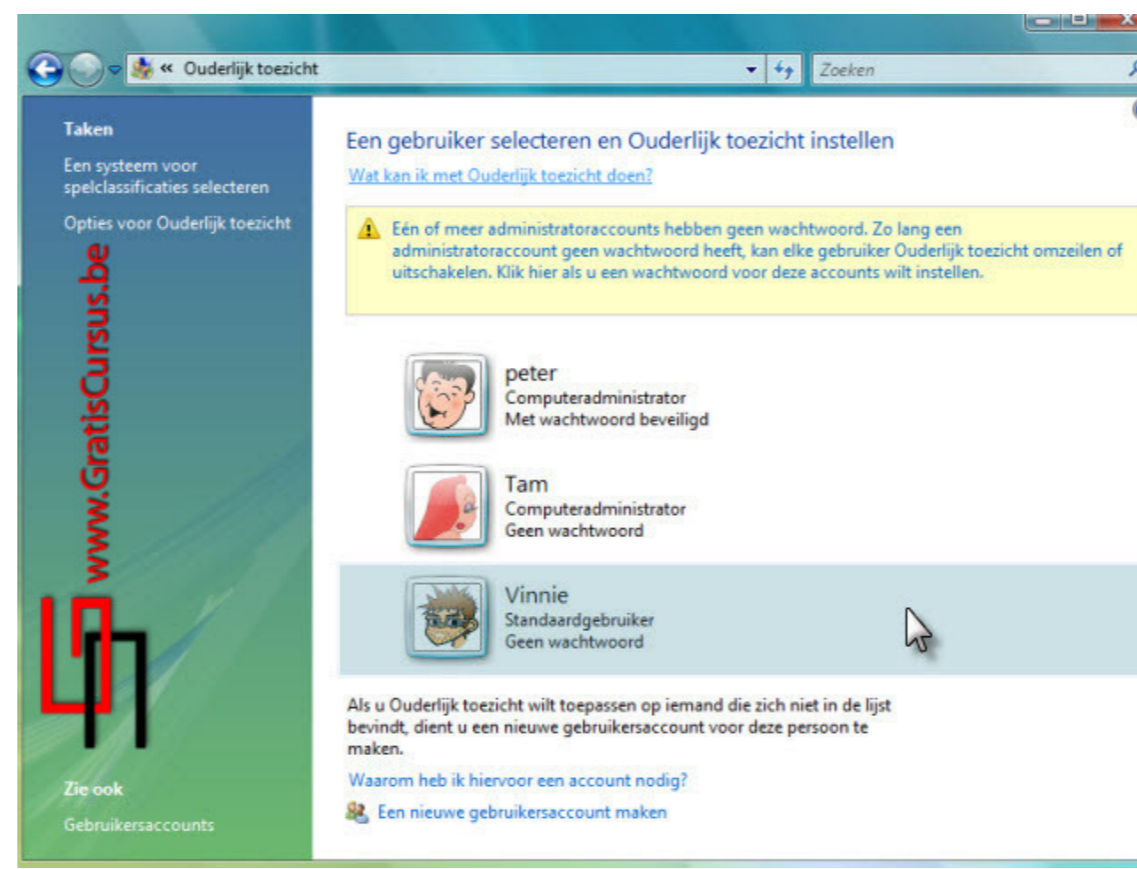 « Ouderlijk toezicht
Zoeken
Taken
Een systeem voor
spelclassificaties selecteren
Opties voor Ouderlijk toezicht
www.GratisCursus.be
Zie ook
Gebruikersaccounts
Een gebruiker selecteren en Ouderlijk toezicht instellen
Wat kan ik met Ouderlijk toezicht doen?
Eén of meer administratoraccounts hebben geen wachtwoord. Zo lang een
administratoraccount geen wachtwoord heeft, kan elke gebruiker Ouderlijk toezicht omzeilen of
uitschakelen. Klik hier als u een wachtwoord voor deze accounts wilt instellen.
peter
Computeradministrator
Met wachtwoord beveiligd
Tam
Computeradministrator
Geen wachtwoord
Vinnie
Standaardgebruiker
Geen wachtwoord
Als u Ouderlijk toezicht wilt toepassen op iemand die zich niet in de lijst
bevindt, dient u een nieuwe gebruikersaccount voor deze persoon te
maken.
Waarom heb ik hiervoor een account nodig?
Een nieuwe gebruikersaccount maken